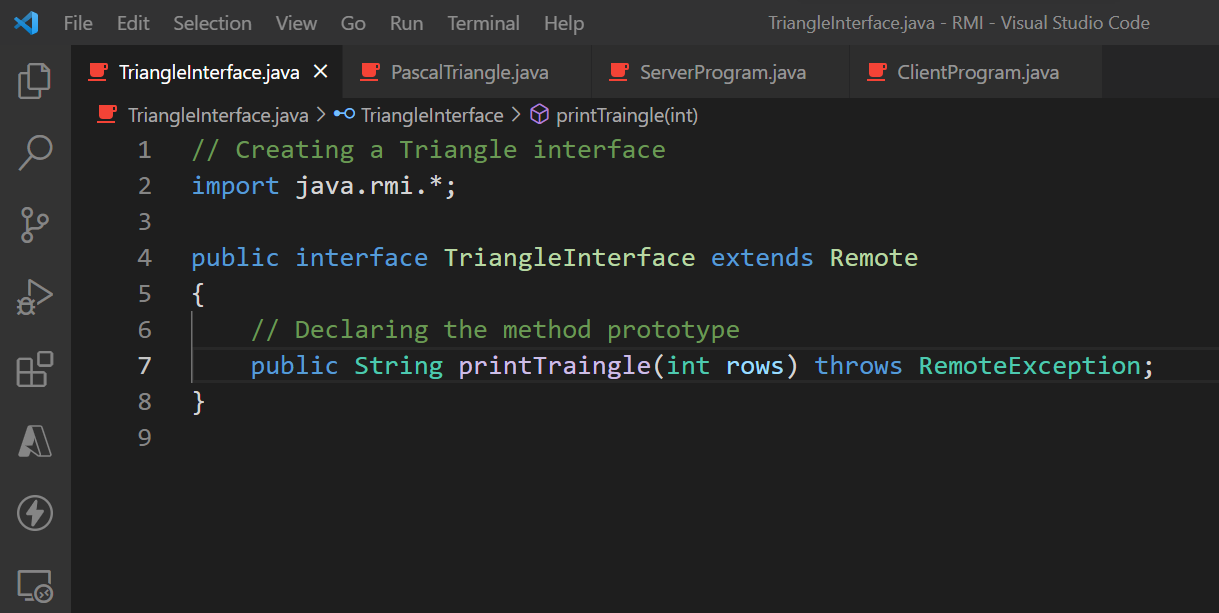 File Edit Selection View Go Run Terminal Help TriangleInterface.java - RMI - Visual Studio Code
TriangleInterface.java PascalTriangle.java ServerProgram.java ClientProgram.java
TriangleInterface.java > TriangleInterface > printTraingle(int)
1 // Creating a Triangle interface
2 import java.rmi.*;
3
4 public interface TriangleInterface extends Remote
5 {
6     // Declaring the method prototype
7     public String printTraingle(int rows) throws RemoteException;
8 }
9